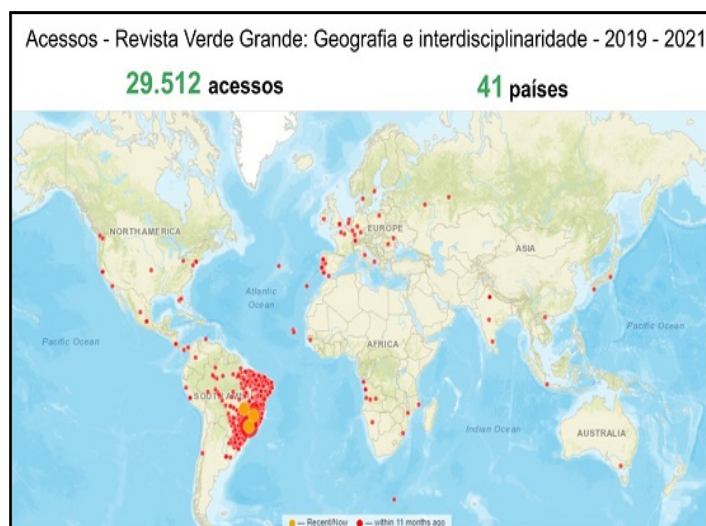 Acessos - Revista Verde Grande: Geografia e interdisciplinaridade - 2019 - 2021
29.512 acessos 41 países
NORTH AMERICA
EUROPE
ASIA
Atlantic
Ocean
Pacific Ocean
Pacific Ocean
AFRICA
SOUTH AMERICA
Indian Ocean
AUSTRALIA
— Recent/Now — within 11 months ago